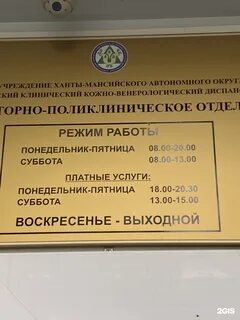 УЧРЕЖДЕНИЕ ХАНТЫ-МАНСИЙСКОГО АВТОНОМНОГО ОКРУГ
СКИЙ КЛИНИЧЕСКИЙ КОЖНО-ВЕНЕРОЛОГИЧЕСКИЙ ДИСПАН
ТОРНО-ПОЛИКЛИНИЧЕСКОЕ ОТДЕЛ
РЕЖИМ РАБОТЫ
ПОНЕДЕЛЬНИК-ПЯТНИЦА 08.00-20.00
СУББОТА 08.00-13.00
ПЛАТНЫЕ УСЛУГИ:
ПОНЕДЕЛЬНИК-ПЯТНИЦА 18.00-20.30
СУББОТА 13.00-15.00
ВОСКРЕСЕНЬЕ - ВЫХОДНОЙ
2GIS